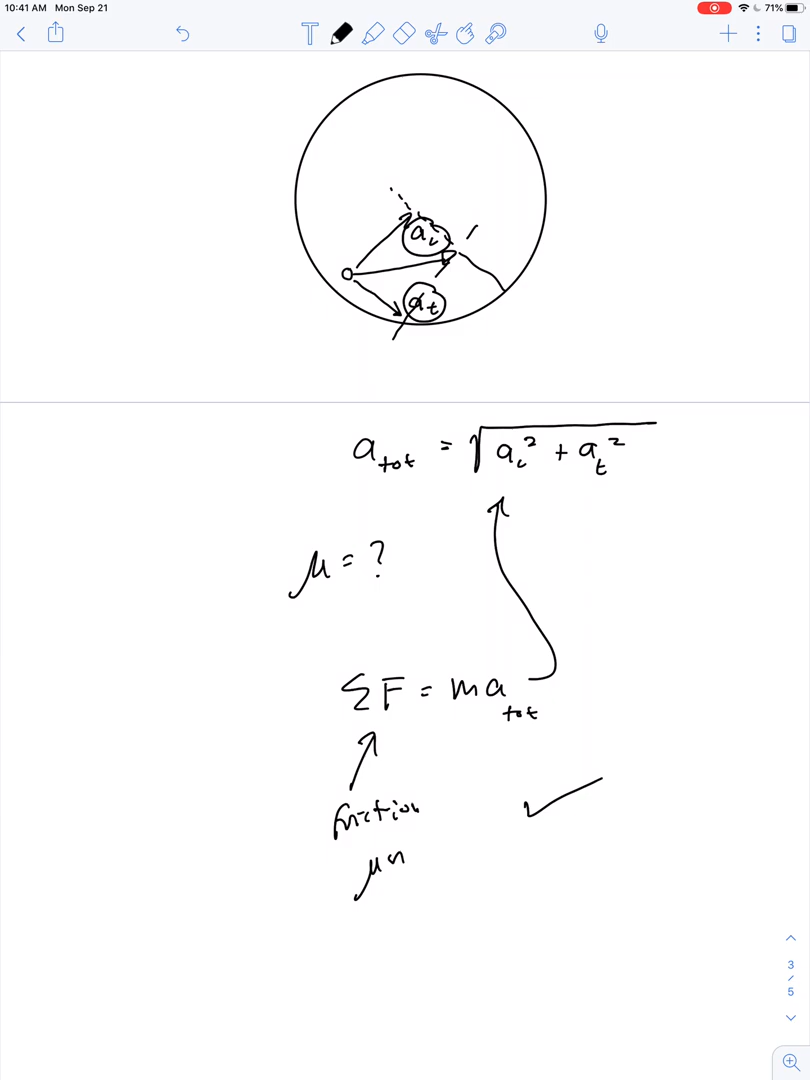 10:41 AM Mon Sep 21
71%
T
a_c
a_t
a_tot = √(a_c² + a_t²)
μ = ?
ΣF = ma_tot
friction
μn
3
/
5